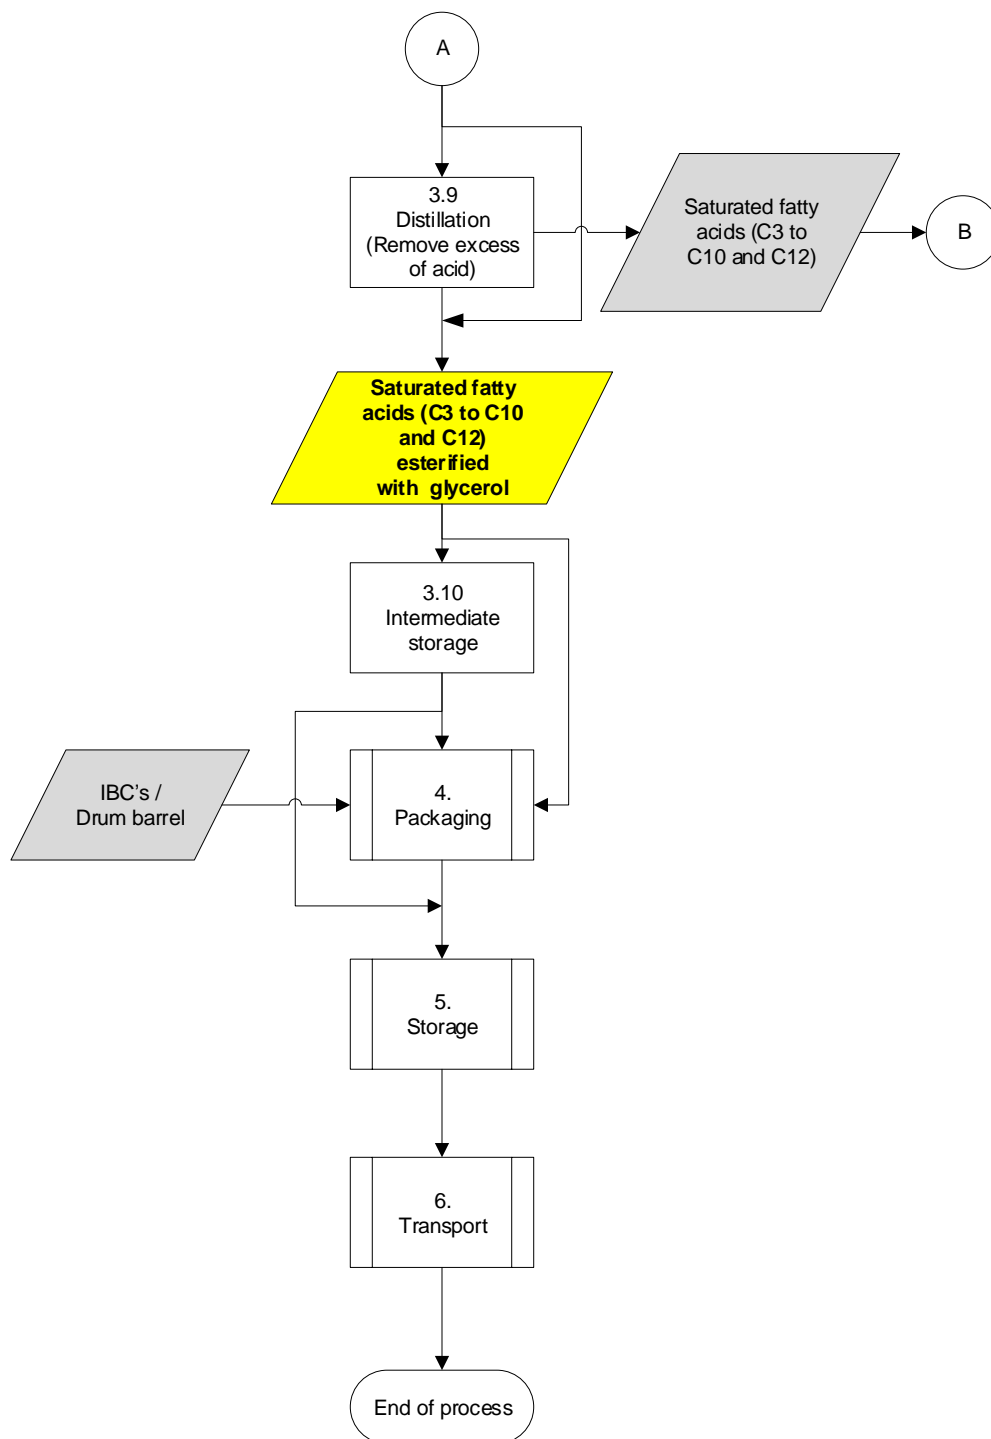 A
3.9
Distillation
(Remove excess
of acid)
Saturated fatty
acids (C3 to
C10 and C12)
B
Saturated fatty
acids (C3 to C10
and C12)
esterified
with glycerol
3.10
Intermediate
storage
IBC's /
Drum barrel
4.
Packaging
5.
Storage
6.
Transport
End of process